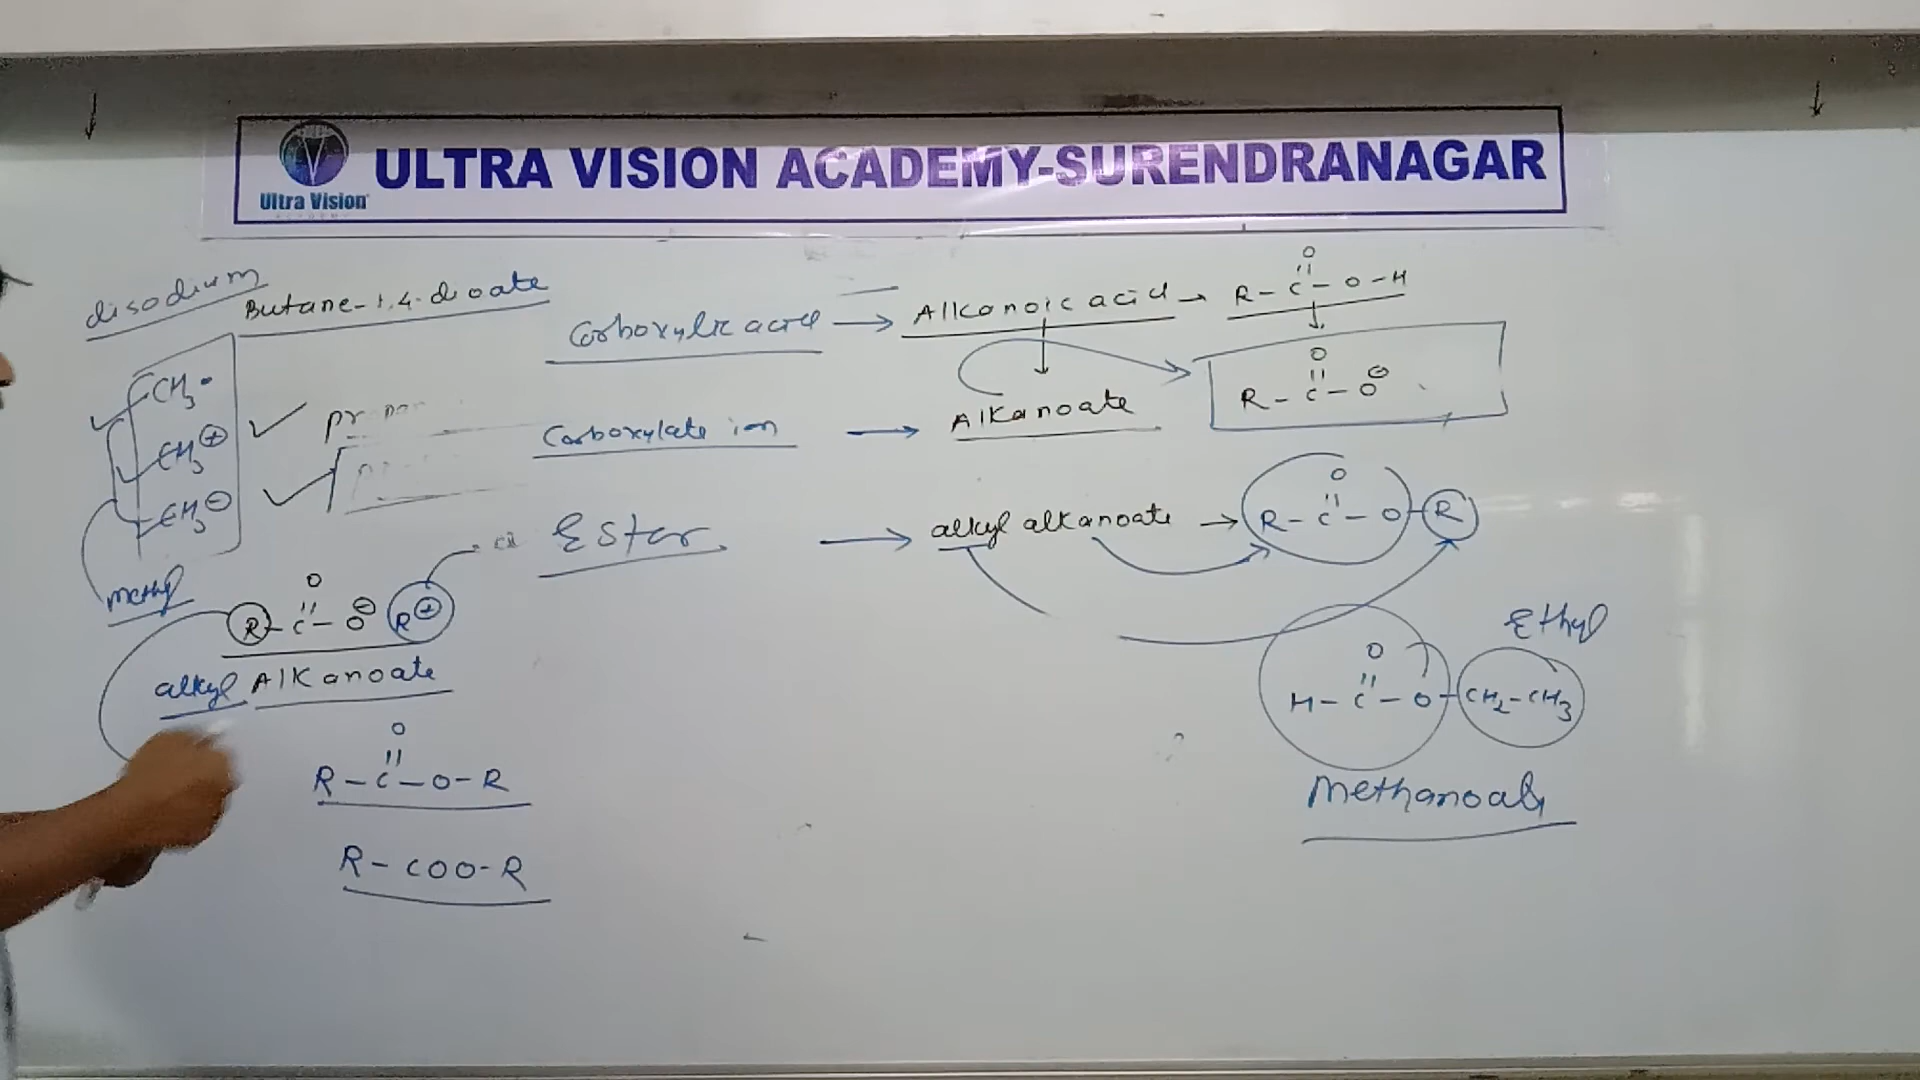 ULTRA VISION ACADEMY-SURENDRANAGAR
Ultra Vision
disodium
Butane-1,4-dioate
CH3•
CH3⊕
CH3⊖
methyl
Carboxylic acid → Alkanoic acid → R-C-O-H
O
Carboxylate ion → Alkanoate
O
R-C-O⊖
Ester → alkyl alkanoate → R-C-O-R
O
O
R-C-O⊖ R⊕
alkyl Alkanoate
O
R-C-O-R
R-COO-R
Ethyl
O
H-C-O-CH2-CH3